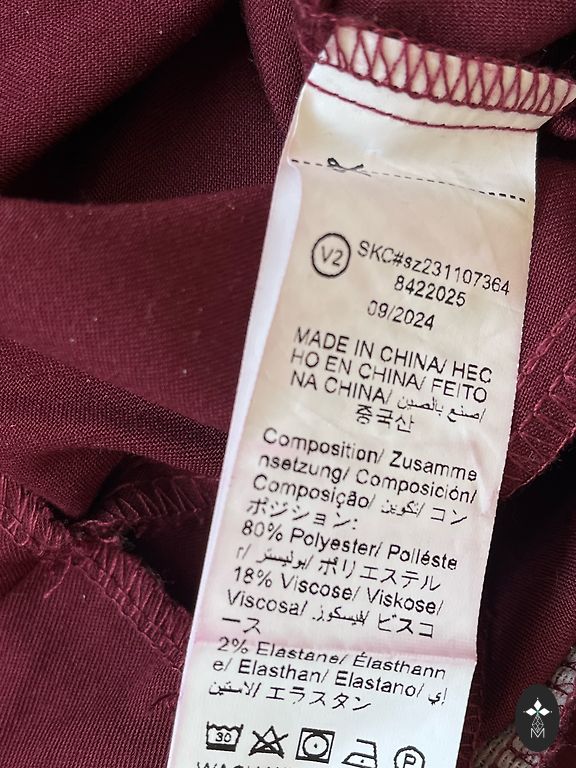 V2 SKC#sz231107364
8422025
09/2024
MADE IN CHINA/ HEC
HO EN CHINA/ FEITO
NA CHINA/ صنع بالصين/
중국산
Composition/ Zusamme
nsetzung/ Composición/
Composição/ تكوين/ コン
ポジション:
80% Polyester/ Poliéste
r/ بوليستر/ ポリエステル
18% Viscose/ Viskose/
Viscosa/ فيسكوز/ ビスコ
ース
2% Elastane/ Élasthann
e/ Elasthan/ Elastano/ إي
لاستين/ エラスタン
30 P
M